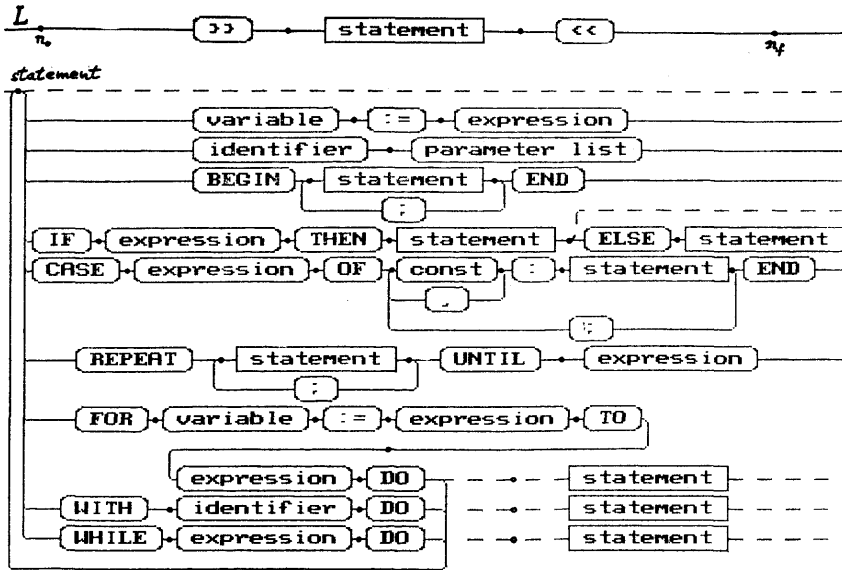 L
n₀ >> statement << n_f
statement
variable := expression
identifier parameter list
BEGIN statement END
;
IF expression THEN statement ELSE statement
CASE expression OF const : statement END
,
;
REPEAT statement UNTIL expression
;
FOR variable := expression TO
expression DO statement
WITH identifier DO statement
WHILE expression DO statement